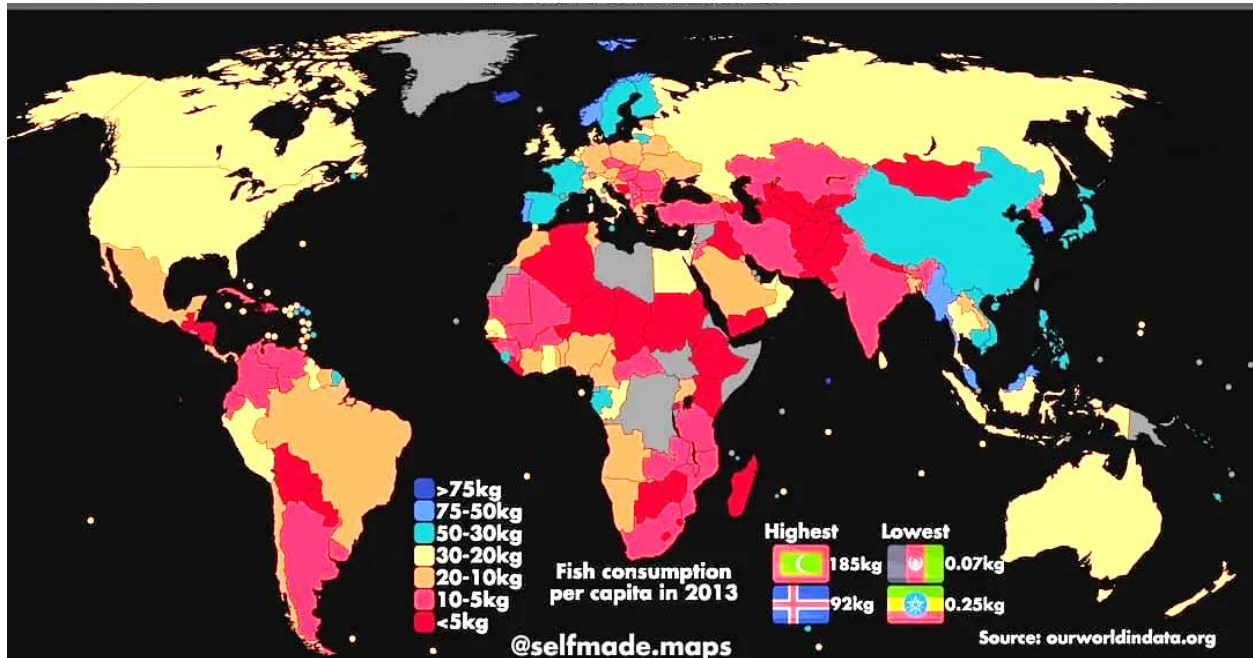 >75kg
75-50kg
50-30kg
30-20kg
20-10kg
10-5kg
<5kg
Fish consumption
per capita in 2013
@selfmade.maps
Highest
185kg
92kg
Lowest
0.07kg
0.25kg
Source: ourworldindata.org